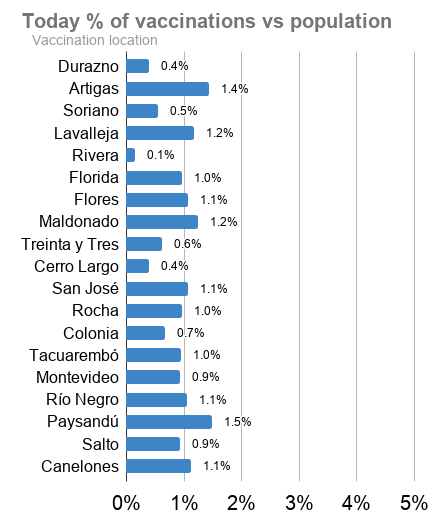 Today % of vaccinations vs population
Vaccination location
Durazno 0.4%
Artigas 1.4%
Soriano 0.5%
Lavalleja 1.2%
Rivera 0.1%
Florida 1.0%
Flores 1.1%
Maldonado 1.2%
Treinta y Tres 0.6%
Cerro Largo 0.4%
San José 1.1%
Rocha 1.0%
Colonia 0.7%
Tacuarembó 1.0%
Montevideo 0.9%
Río Negro 1.1%
Paysandú 1.5%
Salto 0.9%
Canelones 1.1%
0% 1% 2% 3% 4% 5%